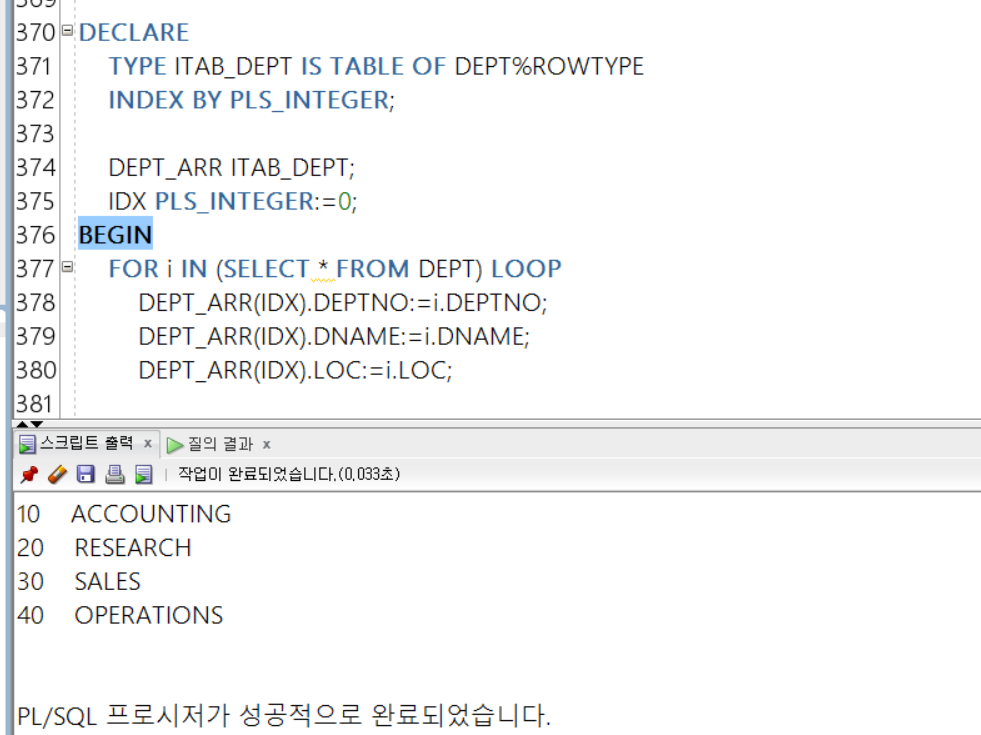 369
370 DECLARE
371 TYPE ITAB_DEPT IS TABLE OF DEPT%ROWTYPE
372 INDEX BY PLS_INTEGER;
373
374 DEPT_ARR ITAB_DEPT;
375 IDX PLS_INTEGER:=0;
376 BEGIN
377 FOR i IN (SELECT * FROM DEPT) LOOP
378 DEPT_ARR(IDX).DEPTNO:=i.DEPTNO;
379 DEPT_ARR(IDX).DNAME:=i.DNAME;
380 DEPT_ARR(IDX).LOC:=i.LOC;
381
스크립트 출력 x 질의 결과 x
작업이 완료되었습니다.(0.033초)
10 ACCOUNTING
20 RESEARCH
30 SALES
40 OPERATIONS
PL/SQL 프로시저가 성공적으로 완료되었습니다.